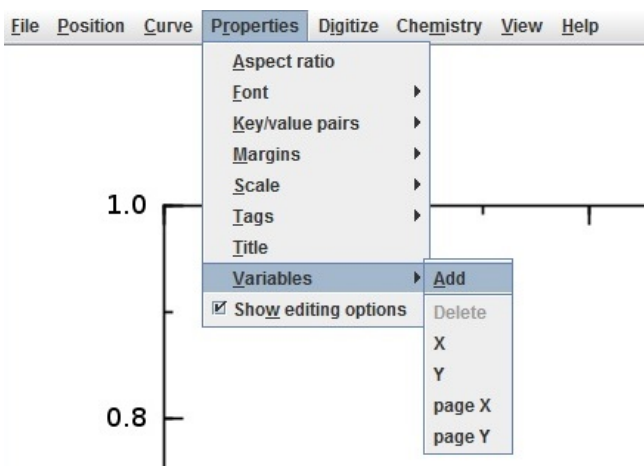 File Position Curve Properties Digitize Chemistry View Help
Aspect ratio
Font
Key/value pairs
Margins
Scale
Tags
Title
Variables
Show editing options
Add
Delete
X
Y
page X
page Y
1.0
0.8